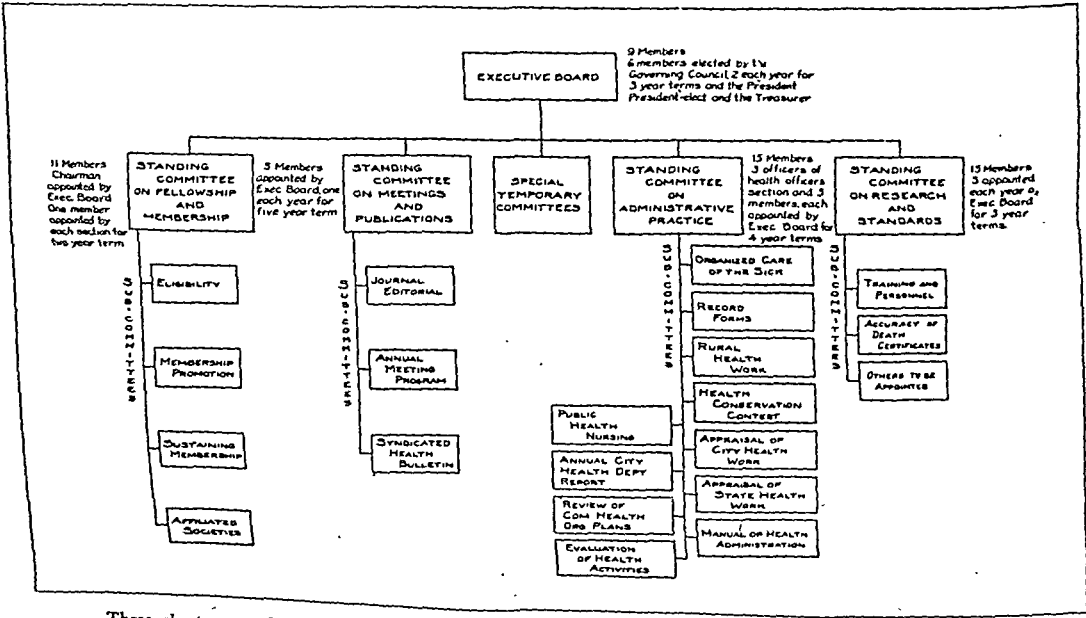 EXECUTIVE BOARD
9 Members
6 members elected by the
Governing Council, 2 each year for
3 year terms and the President
President-elect and the Treasurer
11 Members
Chairman
appointed by
Exec. Board
One member
appointed by
each section for
two year term
STANDING
COMMITTEE
ON FELLOWSHIP
AND
MEMBERSHIP
5 Members
appointed by
Exec Board, one
each year for
five year term
STANDING
COMMITTEE
ON MEETINGS
AND
PUBLICATIONS
SPECIAL
TEMPORARY
COMMITTEES
STANDING
COMMITTEE
ON
ADMINISTRATIVE
PRACTICE
15 Members
3 officers of
health officers
section and 3
members, each
appointed by
Exec Board for
4 year terms
STANDING
COMMITTEE
ON RESEARCH
AND
STANDARDS
15 Members
3 appointed
each year
Exec Board
for 3 year
terms.
SUB-COMMITTEES
ELIGIBILITY
MEMBERSHIP
PROMOTION
SUSTAINING
MEMBERSHIP
AFFILIATED
SOCIETIES
SUB-COMMITTEES
JOURNAL
EDITORIAL
ANNUAL
MEETING
PROGRAM
SYNDICATED
HEALTH
BULLETIN
SUB-COMMITTEES
ORGANIZED CARE
OF THE SICK
RECORD
FORMS
RURAL
HEALTH
WORK
HEALTH
CONSERVATION
CONTEST
APPRAISAL OF
CITY HEALTH
WORK
APPRAISAL OF
STATE HEALTH
WORK
MANUAL OF HEALTH
ADMINISTRATION
PUBLIC
HEALTH
NURSING
ANNUAL CITY
HEALTH DEPT
REPORT
REVIEW OF
COM HEALTH
ORG PLANS
EVALUATION
OF HEALTH
ACTIVITIES
SUB-COMMITTEES
TRAINING AND
PERSONNEL
ACCURACY OF
DEATH
CERTIFICATES
OTHERS TO BE
APPOINTED